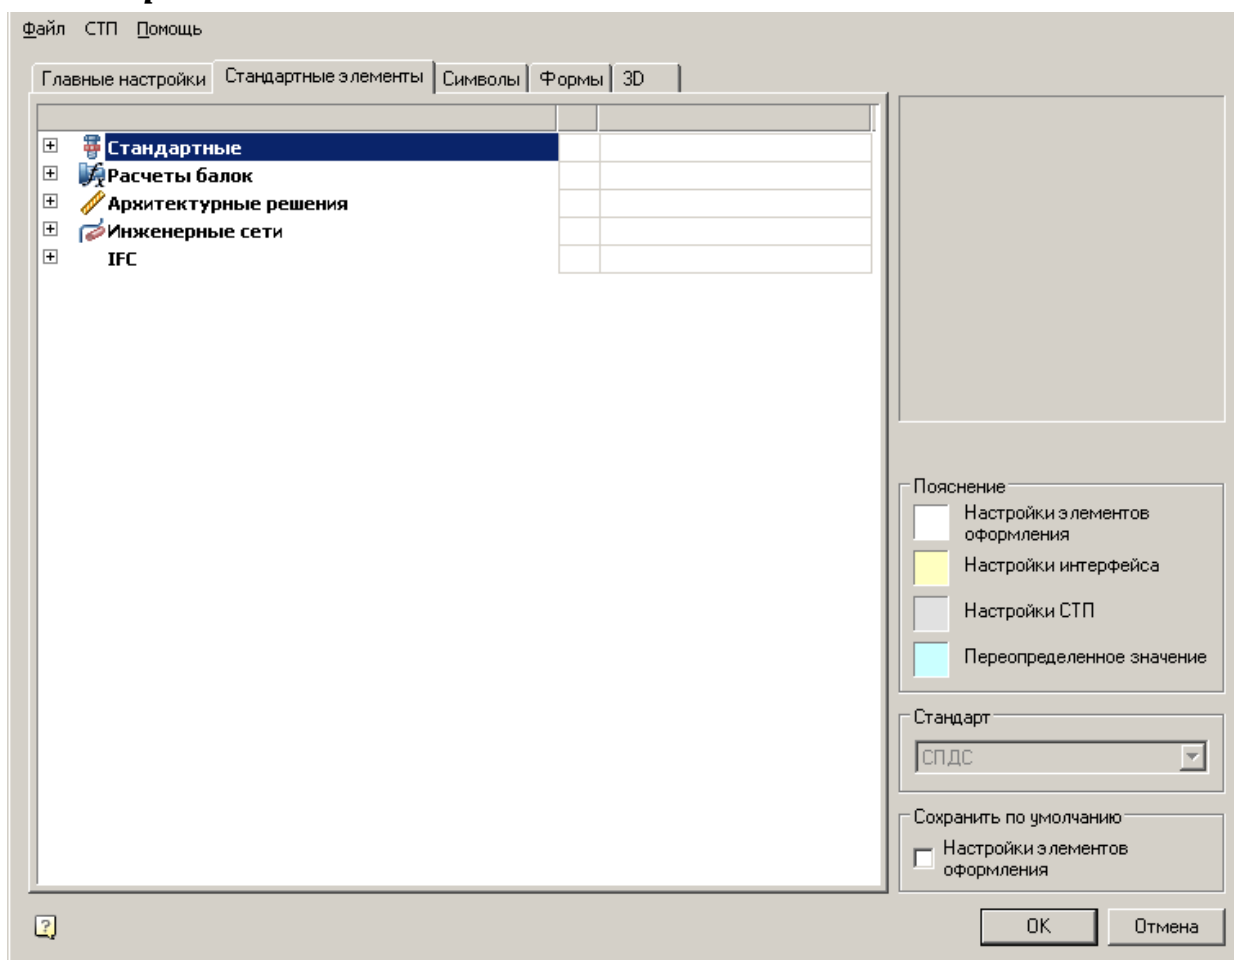 Файл СТП Помощь
Главные настройки Стандартные элементы Символы Формы 3D
Стандартные
Расчеты балок
Архитектурные решения
Инженерные сети
IFC
Пояснение
Настройки элементов
оформления
Настройки интерфейса
Настройки СТП
Переопределенное значение
Стандарт
СПДС
Сохранить по умолчанию
Настройки элементов
оформления
OK Отмена